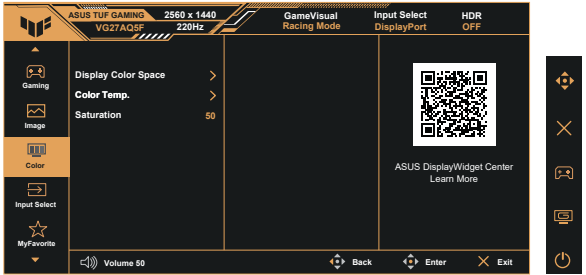 ASUS TUF GAMING 2560 x 1440 GameVisual Input Select HDR
VG27AQ5F 220Hz Racing Mode DisplayPort OFF
Gaming
Image
Color
Input Select
MyFavorite
Display Color Space
Color Temp.
Saturation 50
ASUS DisplayWidget Center
Learn More
Volume 50 Back Enter Exit